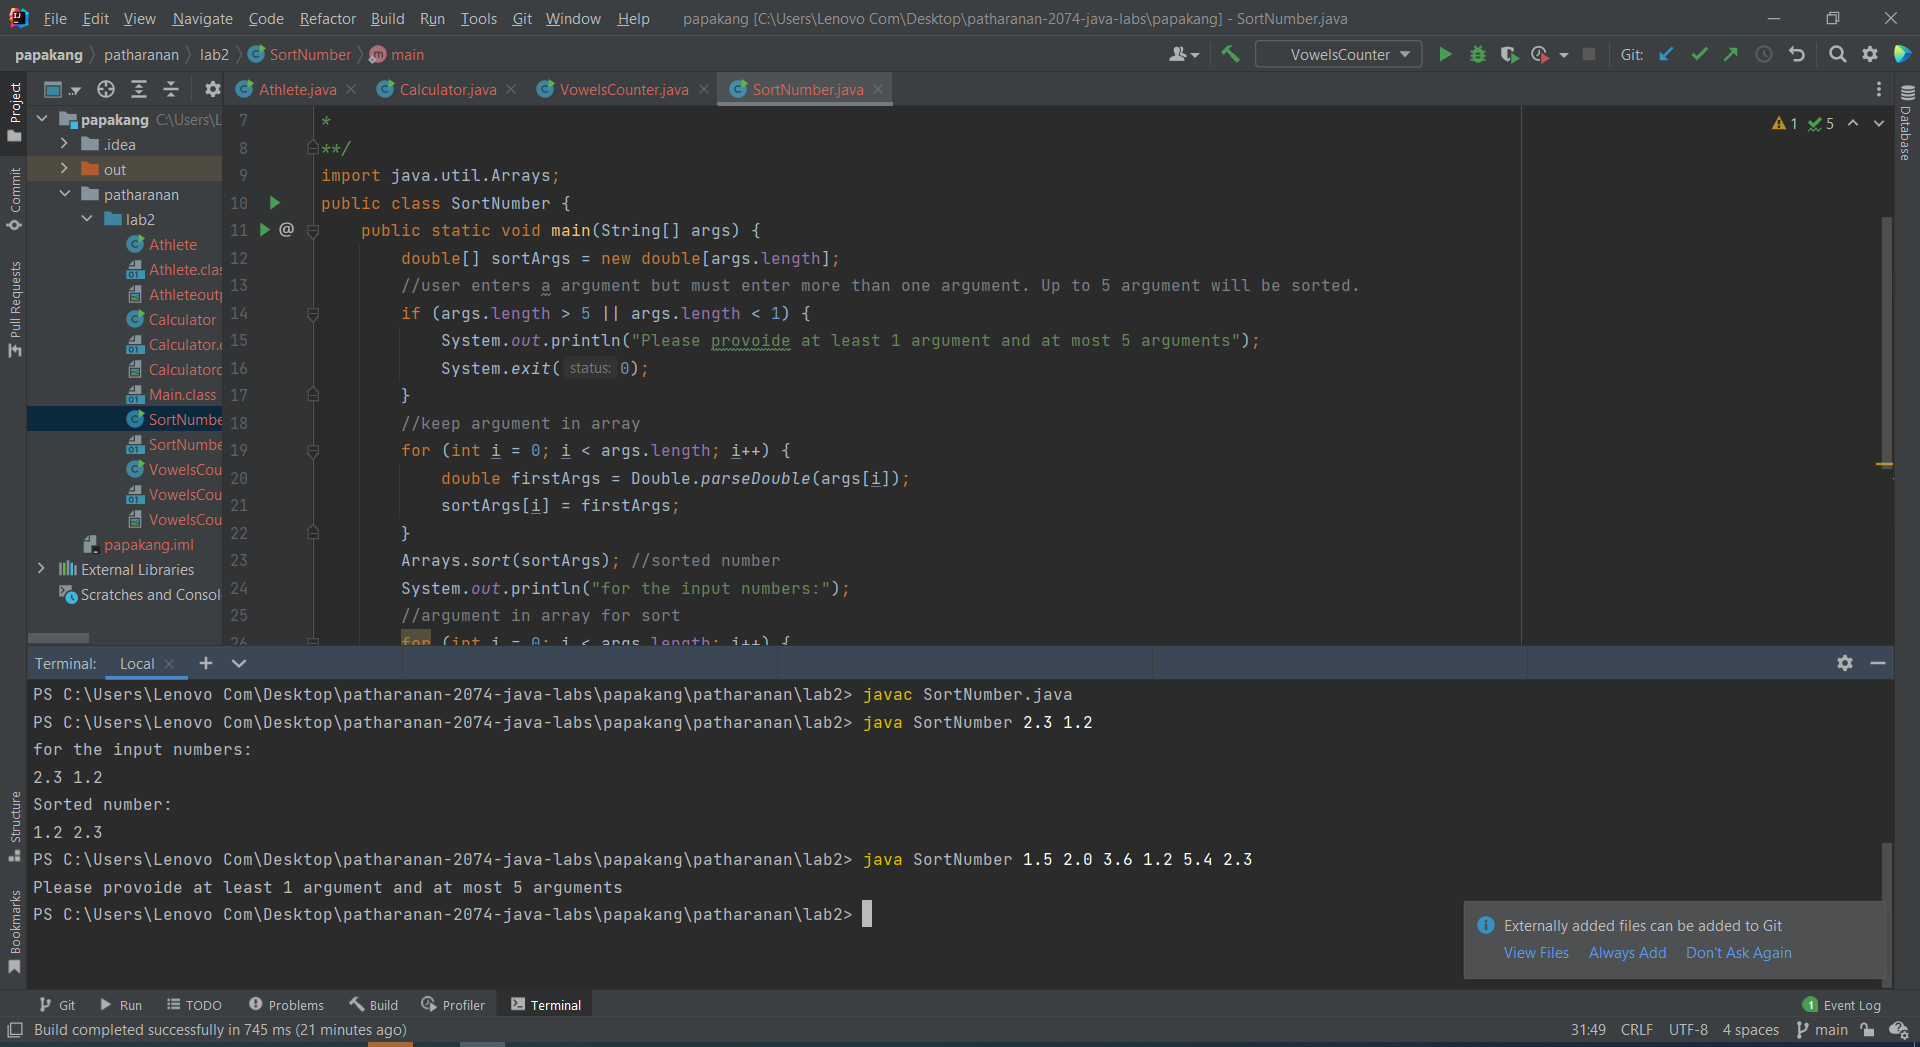 File Edit View Navigate Code Refactor Build Run Tools Git Window Help papakang [C:\Users\Lenovo Com\Desktop\patharanan-2074-java-labs\papakang] - SortNumber.java
papakang patharanan lab2 SortNumber main VowelsCounter Git:
Project
Commit
Pull Requests
Structure
Bookmarks
Database
Athlete.java Calculator.java VowelsCounter.java SortNumber.java
papakang C:\Users\L
.idea
out
patharanan
lab2
Athlete
Athlete.clas
Athleteoutp
Calculator
Calculator.c
Calculatorc
Main.class
SortNumbe
SortNumbe
VowelsCou
VowelsCou
VowelsCou
papakang.iml
External Libraries
Scratches and Consol
1 5
7 *
8 **/
9 import java.util.Arrays;
10 public class SortNumber {
11 @ public static void main(String[] args) {
12 double[] sortArgs = new double[args.length];
13 //user enters a argument but must enter more than one argument. Up to 5 argument will be sorted.
14 if (args.length > 5 || args.length < 1) {
15 System.out.println("Please provoide at least 1 argument and at most 5 arguments");
16 System.exit( status: 0);
17 }
18 //keep argument in array
19 for (int i = 0; i < args.length; i++) {
20 double firstArgs = Double.parseDouble(args[i]);
21 sortArgs[i] = firstArgs;
22 }
23 Arrays.sort(sortArgs); //sorted number
24 System.out.println("for the input numbers:");
25 //argument in array for sort
26 for (int i = 0; i < args.length; i++) {
Terminal: Local
PS C:\Users\Lenovo Com\Desktop\patharanan-2074-java-labs\papakang\patharanan\lab2> javac SortNumber.java
PS C:\Users\Lenovo Com\Desktop\patharanan-2074-java-labs\papakang\patharanan\lab2> java SortNumber 2.3 1.2
for the input numbers:
2.3 1.2
Sorted number:
1.2 2.3
PS C:\Users\Lenovo Com\Desktop\patharanan-2074-java-labs\papakang\patharanan\lab2> java SortNumber 1.5 2.0 3.6 1.2 5.4 2.3
Please provoide at least 1 argument and at most 5 arguments
PS C:\Users\Lenovo Com\Desktop\patharanan-2074-java-labs\papakang\patharanan\lab2>
Externally added files can be added to Git
View Files Always Add Don't Ask Again
Git Run TODO Problems Build Profiler Terminal 1 Event Log
Build completed successfully in 745 ms (21 minutes ago) 31:49 CRLF UTF-8 4 spaces main